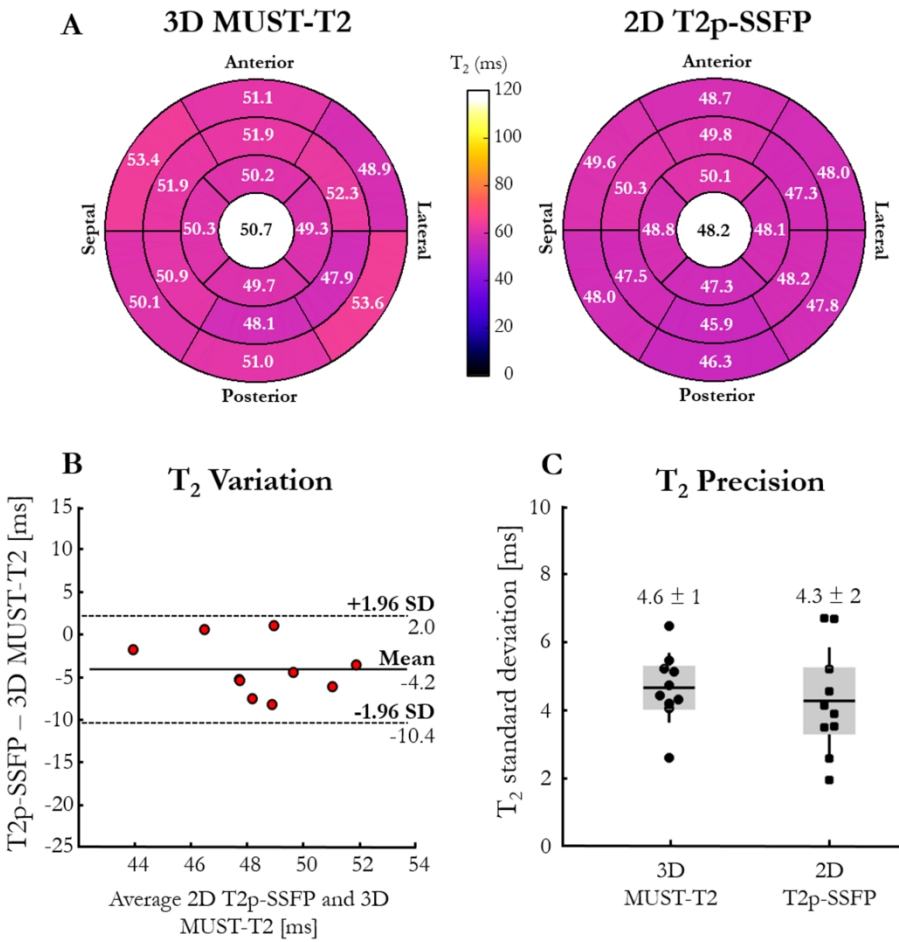 A
3D MUST-T2
2D T2p-SSFP
Anterior
T₂ (ms)
Anterior
51.1
51.9
50.2
53.4
51.9
50.3
50.7
49.3
52.3
48.9
50.9
50.1
49.7
47.9
53.6
48.1
51.0
Septal
Lateral
Posterior
120
100
80
60
40
20
0
48.7
49.8
50.1
49.6
50.3
48.8
48.2
48.1
47.3
48.0
47.5
48.0
47.3
48.2
47.8
45.9
46.3
Septal
Lateral
Posterior
B
T₂ Variation
T2p-SSFP – 3D MUST-T2 [ms]
15
10
5
0
-5
-10
-15
-20
-25
+1.96 SD
2.0
Mean
-4.2
-1.96 SD
-10.4
44 46 48 50 52 54
Average 2D T2p-SSFP and 3D
MUST-T2 [ms]
C
T₂ Precision
T₂ standard deviation [ms]
10
8
6
4
2
0
4.6 ± 1
4.3 ± 2
3D
MUST-T2
2D
T2p-SSFP